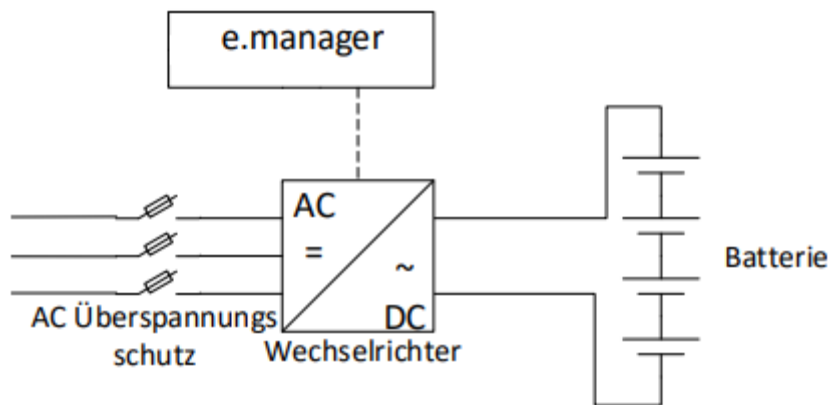 e.manager
AC
=
~
DC
Batterie
AC Überspannungs
schutz
Wechselrichter